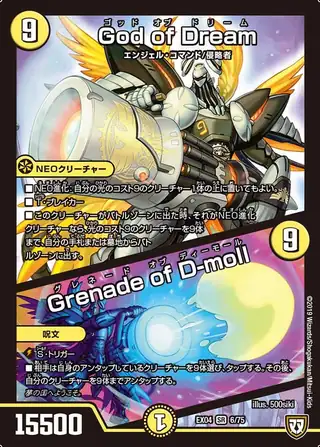 9
ゴッド オブ ドリーム
God of Dream
エンジェル・コマンド/侵略者
NEOクリーチャー
■NEO進化:自分の光のコスト9のクリーチャー1体の上に置いてもよい。
■T・ブレイカー
■このクリーチャーがバトルゾーンに出た時、それがNEO進化
クリーチャーなら、光のコスト9のクリーチャーを9体
まで、自分の手札または墓地からバ
トルゾーンに出す。
9
グレネード オブ ディーモール
Grenade of D-moll
呪文
■S・トリガー
■相手は自身のアンタップしているクリーチャーを9体選び、タップする。その後、
自分のクリーチャーを9体までアンタップする。
夢の国へようこそ。
©2019 Wizards/Shogakukan/Mitsui-Kids
illus. 500siki
15500
1
EX04 SR 6/75